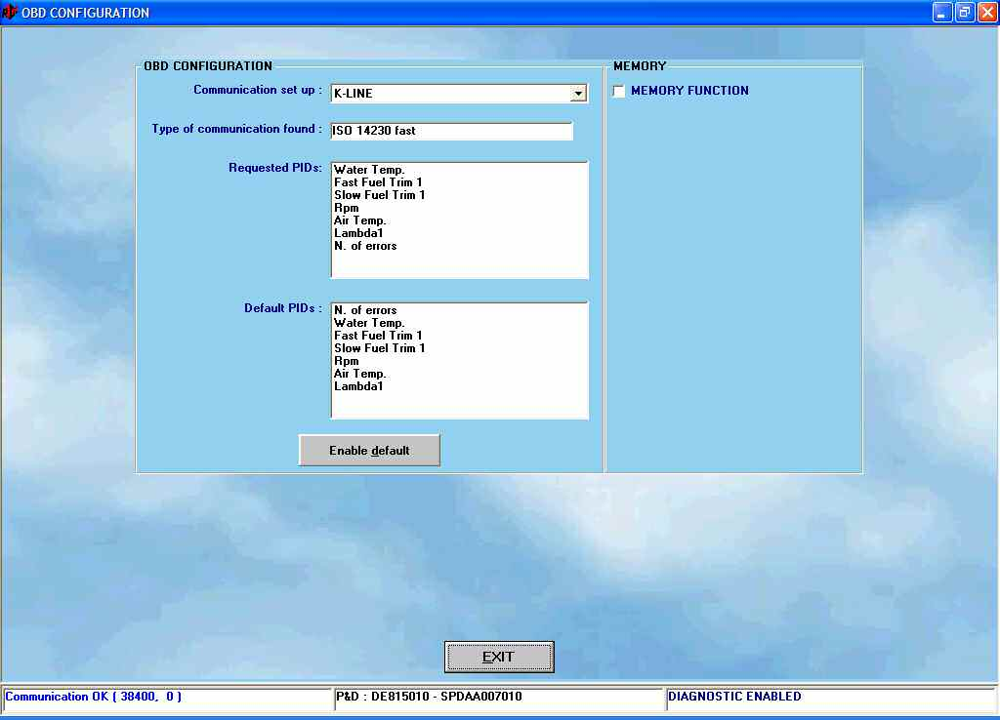 OBD CONFIGURATION
OBD CONFIGURATION
Communication set up :
K-LINE
Type of communication found :
ISO 14230 fast
Requested PIDs:
Water Temp.
Fast Fuel Trim 1
Slow Fuel Trim 1
Rpm
Air Temp.
Lambda1
N. of errors
Default PIDs :
N. of errors
Water Temp.
Fast Fuel Trim 1
Slow Fuel Trim 1
Rpm
Air Temp.
Lambda1
Enable default
MEMORY
MEMORY FUNCTION
EXIT
Communication OK ( 38400, 0 )
P&D : DE815010 - SPDAA007010
DIAGNOSTIC ENABLED